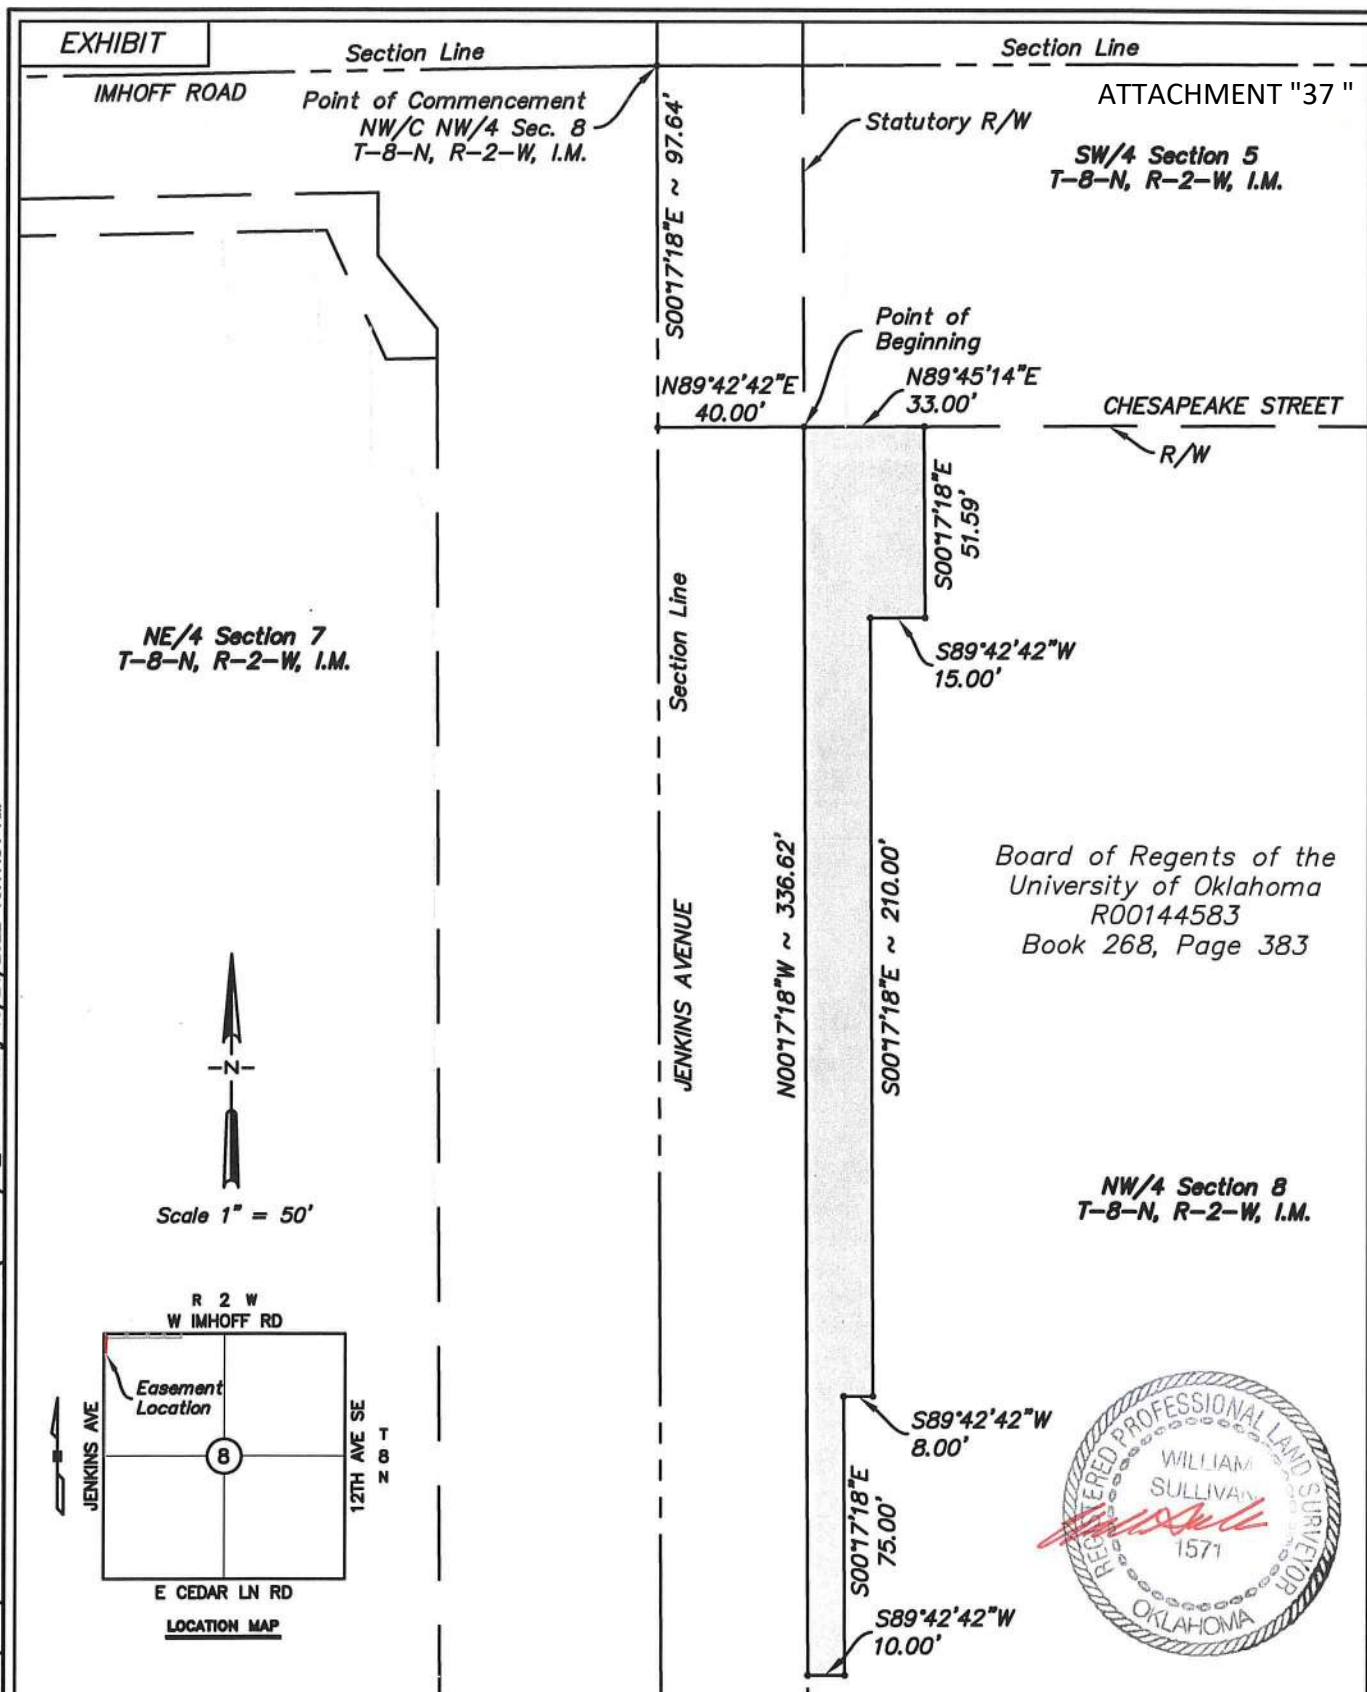 EXHIBIT
Section Line
Section Line
IMHOFF ROAD
ATTACHMENT "37 "
Point of Commencement
NW/C NW/4 Sec. 8
T-8-N, R-2-W, I.M.
S00°17'18"E ~ 97.64'
Statutory R/W
SW/4 Section 5
T-8-N, R-2-W, I.M.
Point of
Beginning
N89°42'42"E
40.00'
N89°45'14"E
33.00'
CHESAPEAKE STREET
R/W
S00°17'18"E
51.59'
S89°42'42"W
15.00'
NE/4 Section 7
T-8-N, R-2-W, I.M.
Section Line
JENKINS AVENUE
N00°17'18"W ~ 336.62'
S00°17'18"E ~ 210.00'
Board of Regents of the
University of Oklahoma
R00144583
Book 268, Page 383
-N-
Scale 1" = 50'
NW/4 Section 8
T-8-N, R-2-W, I.M.
R 2 W
W IMHOFF RD
Easement
Location
JENKINS AVE
8
12TH AVE SE
T
8
N
E CEDAR LN RD
LOCATION MAP
S89°42'42"W
8.00'
S00°17'18"E
75.00'
S89°42'42"W
10.00'
REGISTERED PROFESSIONAL LAND SURVEYOR
WILLIAM
SULLIVAN
1571
OKLAHOMA